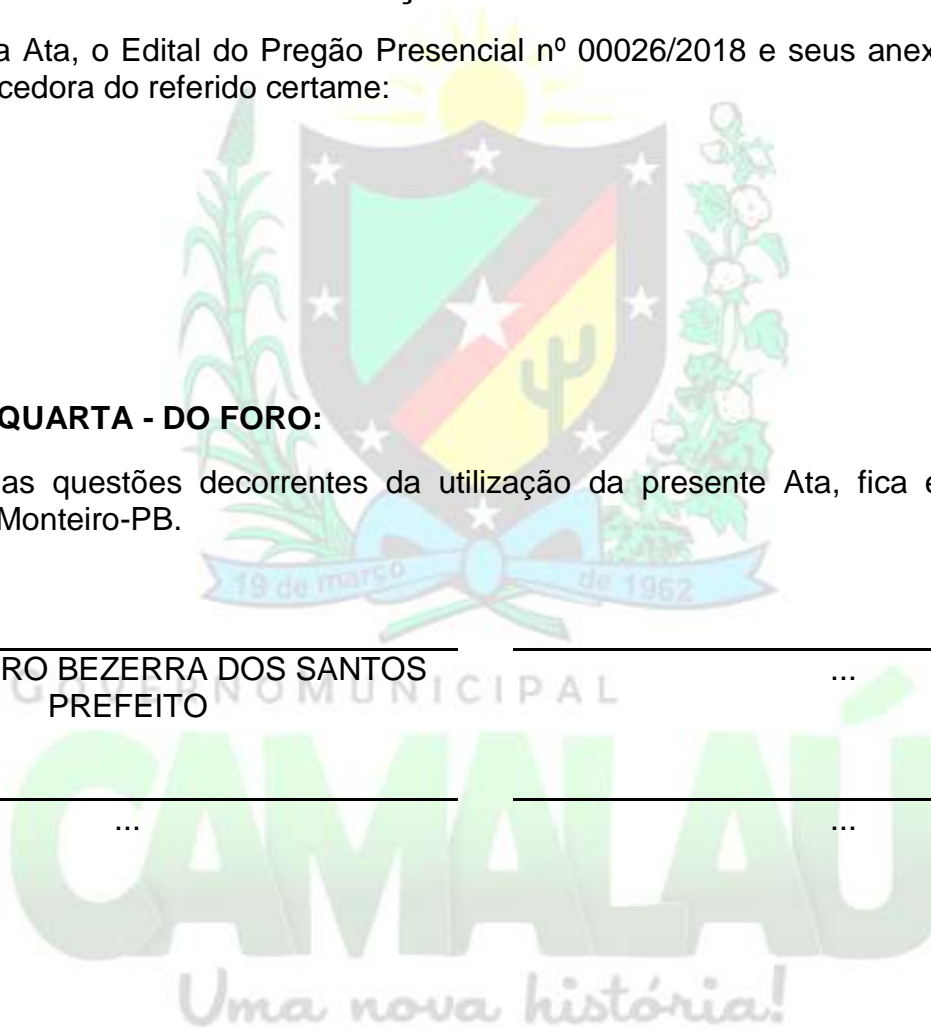 a Ata, o Edital do Pregão Presencial nº 00026/2018 e seus anex
cedora do referido certame:
QUARTA - DO FORO:
as questões decorrentes da utilização da presente Ata, fica e
Monteiro-PB.
19 de março de 1962
RO BEZERRA DOS SANTOS
PREFEITO
...
GOVERNO MUNICIPAL
CAMALAÚ
...
...
Uma nova história!